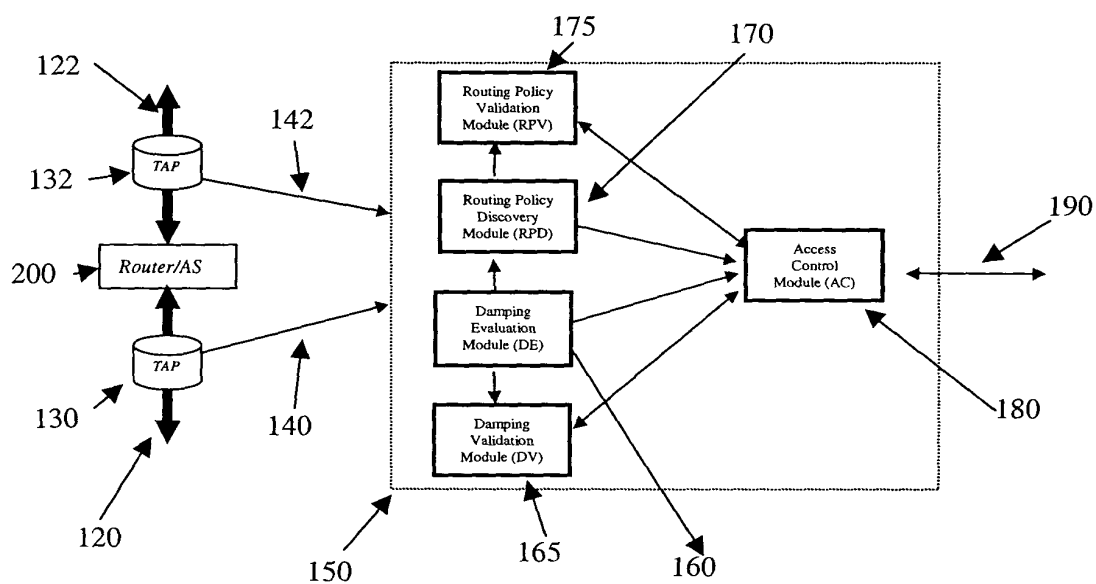 175
170
122
Routing Policy
Validation
Module (RPV)
142
TAP
132
Routing Policy
Discovery
Module (RPD)
190
Access
Control
Module (AC)
200
Router/AS
Damping
Evaluation
Module (DE)
TAP
130
140
180
Damping
Validation
Module (DV)
120
150
165
160